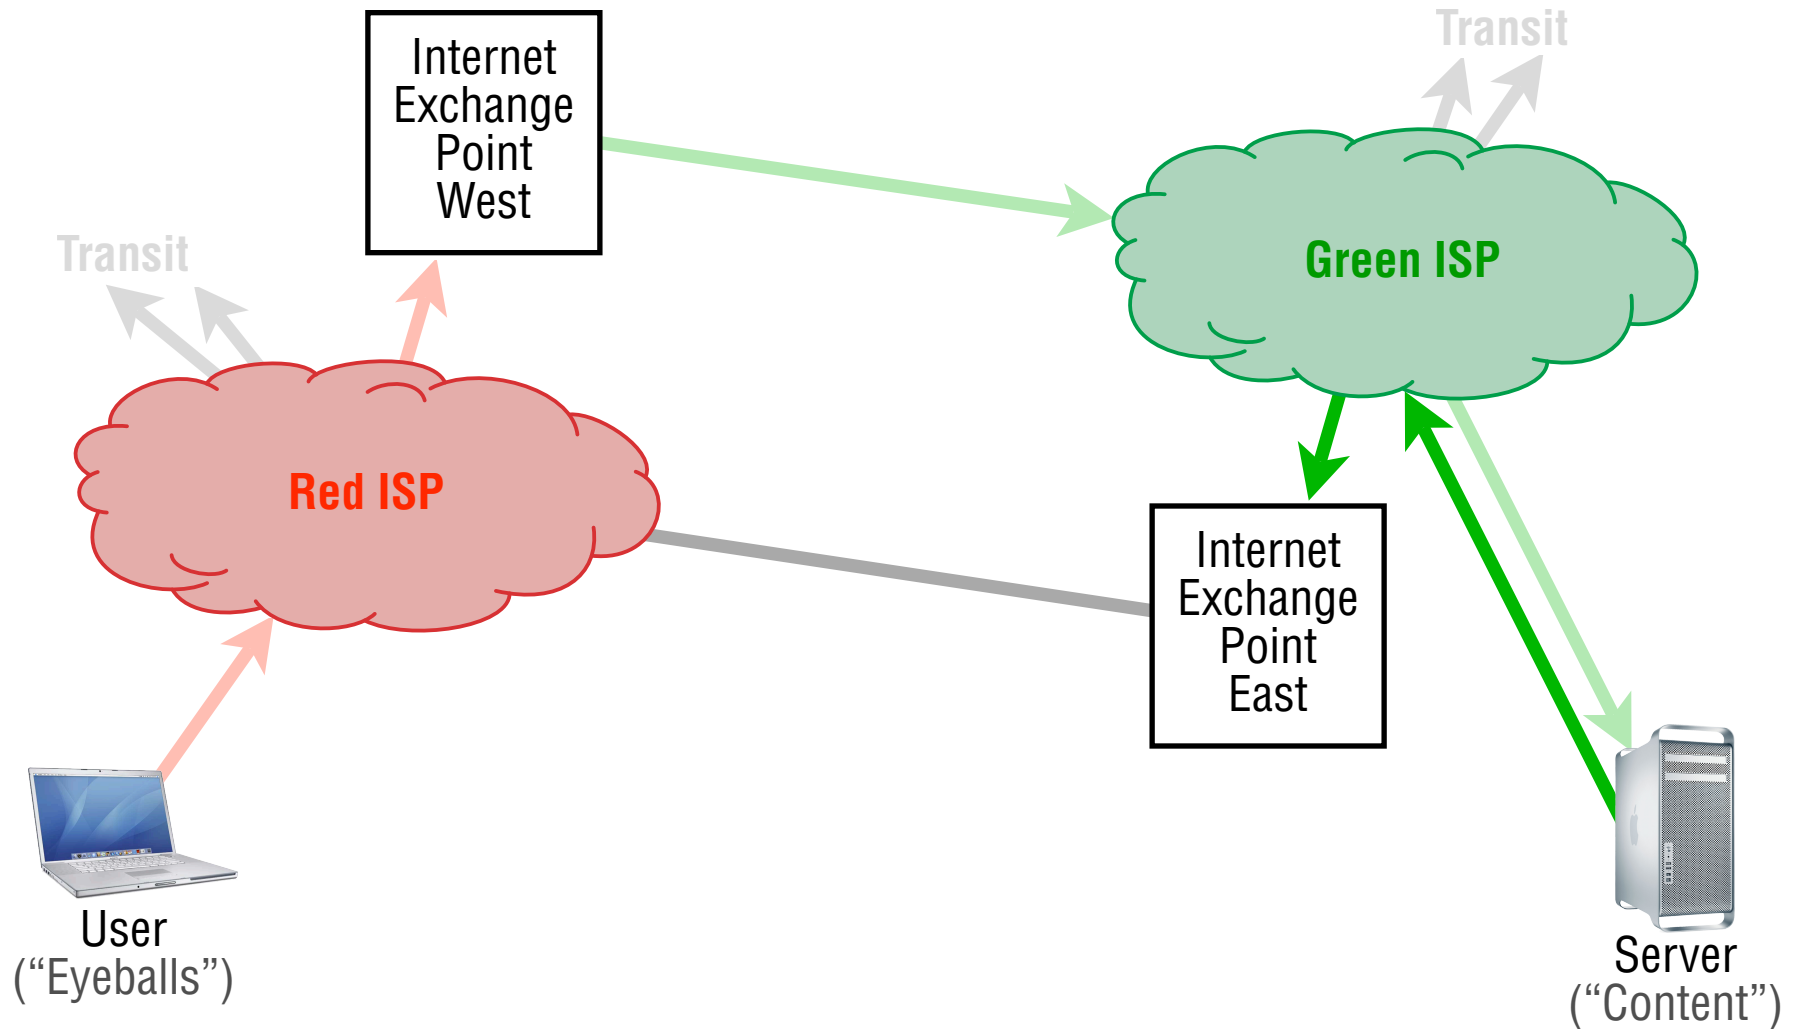 Transit
Internet
Exchange
Point
West
Transit
Green ISP
Red ISP
Internet
Exchange
Point
East
User
(“Eyeballs”)
Server
(“Content”)